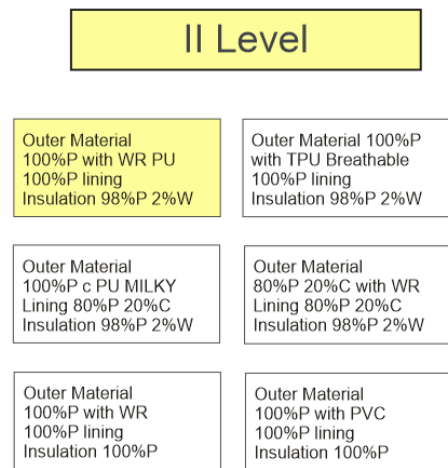 II Level
Outer Material
100%P with WR PU
100%P lining
Insulation 98%P 2%W
Outer Material 100%P
with TPU Breathable
100%P lining
Insulation 98%P 2%W
Outer Material
100%P c PU MILKY
Lining 80%P 20%C
Insulation 98%P 2%W
Outer Material
80%P 20%C with WR
Lining 80%P 20%C
Insulation 98%P 2%W
Outer Material
100%P with WR
100%P lining
Insulation 100%P
Outer Material
100%P with PVC
100%P lining
Insulation 100%P